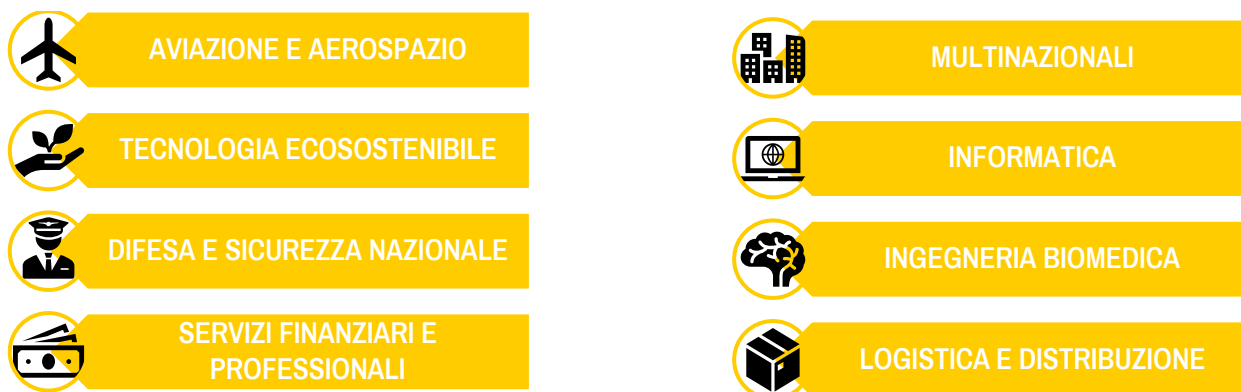 AVIAZIONE E AEROSPAZIO
TECNOLOGIA ECOSOSTENIBILE
DIFESA E SICUREZZA NAZIONALE
SERVIZI FINANZIARI E
PROFESSIONALI
MULTINAZIONALI
INFORMATICA
INGEGNERIA BIOMEDICA
LOGISTICA E DISTRIBUZIONE